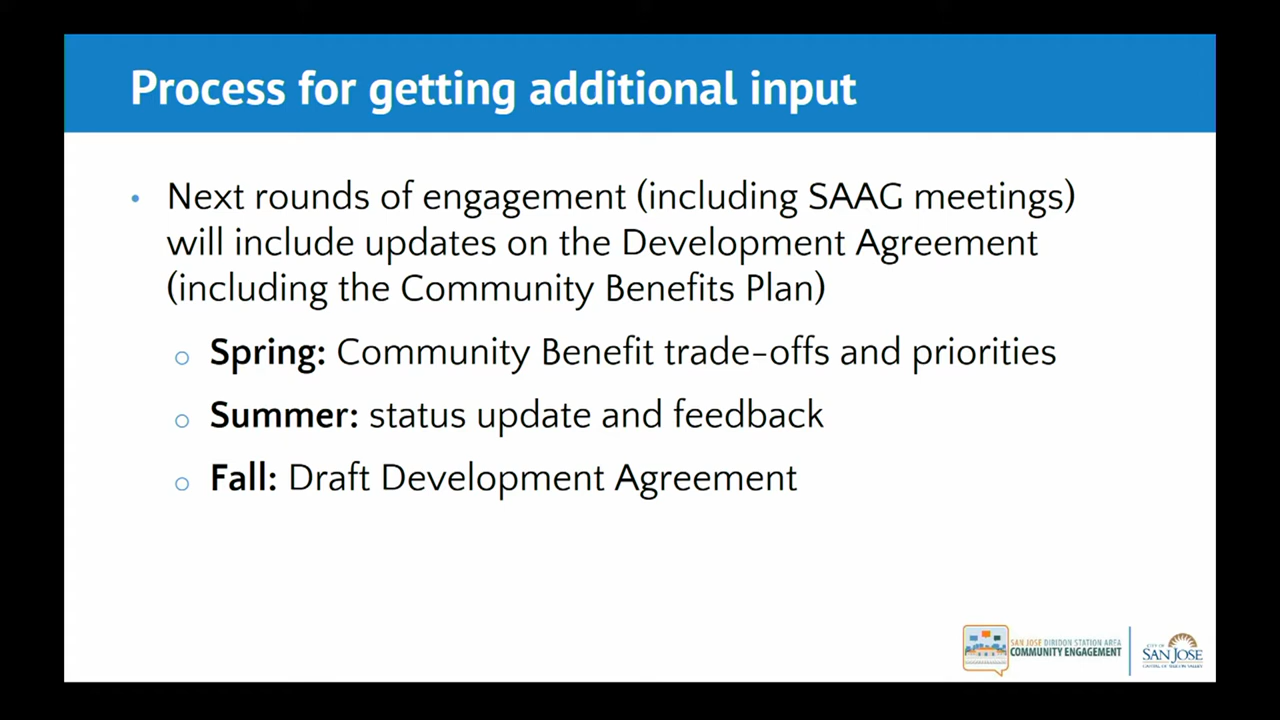 Process for getting additional input
• Next rounds of engagement (including SAAG meetings)
will include updates on the Development Agreement
(including the Community Benefits Plan)
○ Spring: Community Benefit trade-offs and priorities
○ Summer: status update and feedback
○ Fall: Draft Development Agreement
SAN JOSE DIRIDON STATION AREA
COMMUNITY ENGAGEMENT
CITY OF
SAN JOSE
CAPITAL OF SILICON VALLEY